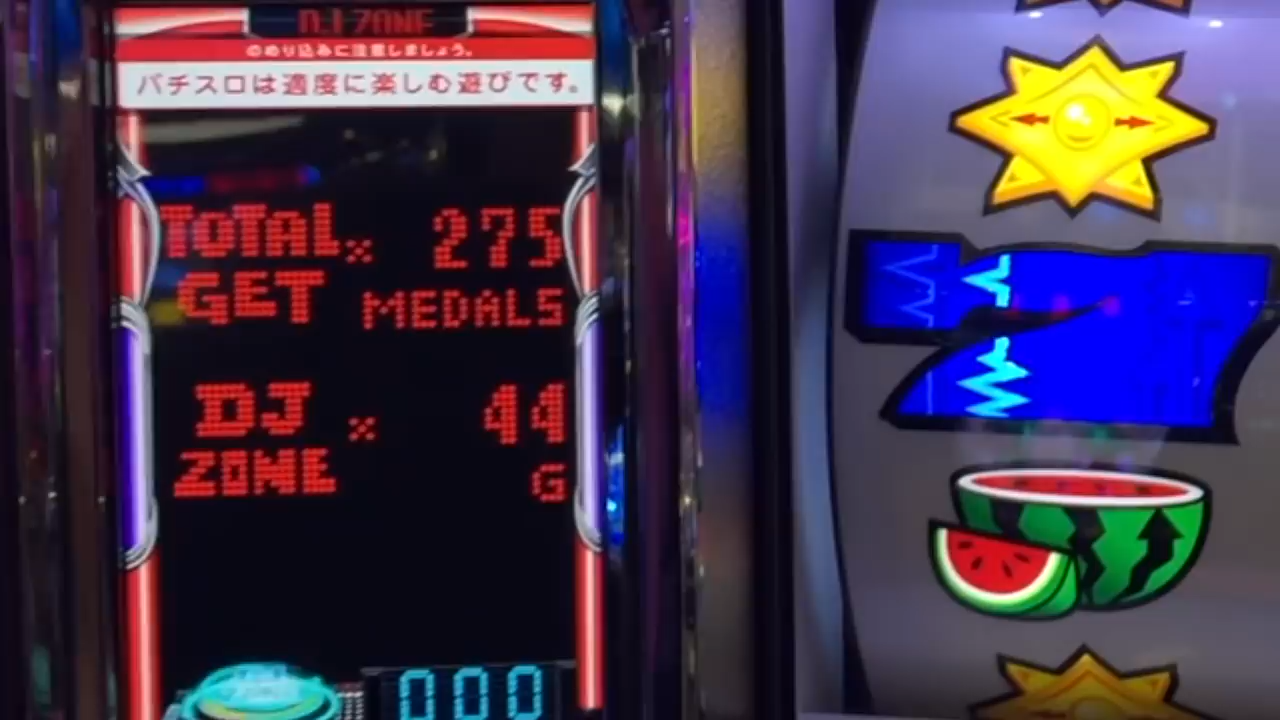 DJ ZONE
のめり込みに注意しましょう。
パチスロは適度に楽しむ遊びです。
TOTAL × 275
GET MEDALS
DJ × 44
ZONE G
000
7